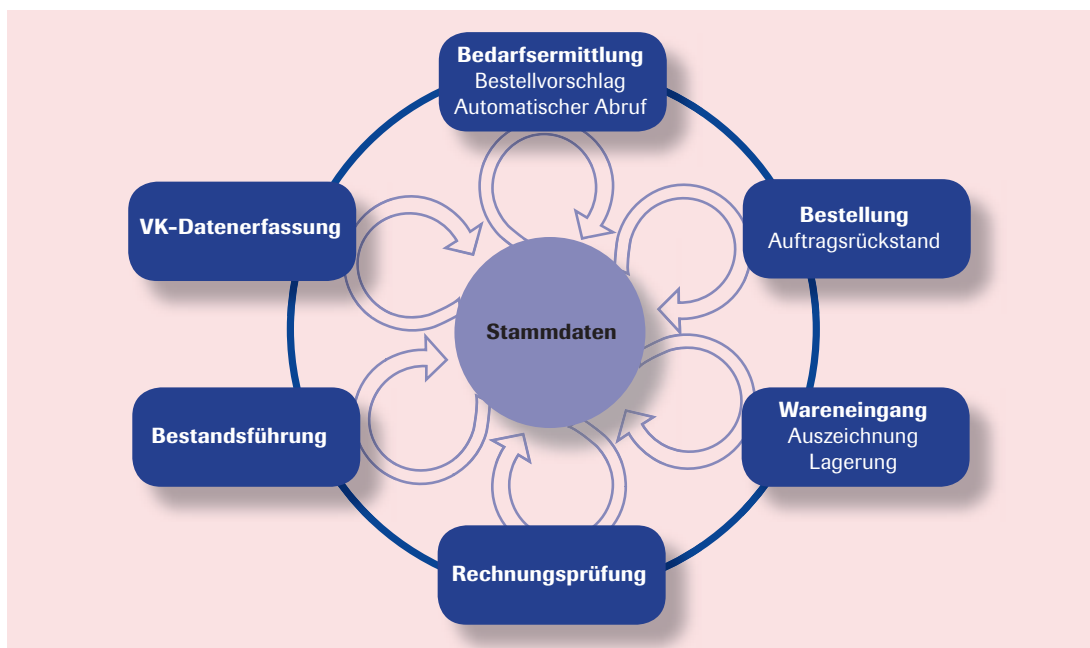 Bedarfsermittlung
Bestellvorschlag
Automatischer Abruf
VK-Datenerfassung
Bestellung
Auftragsrückstand
Stammdaten
Bestandsführung
Wareneingang
Auszeichnung
Lagerung
Rechnungsprüfung